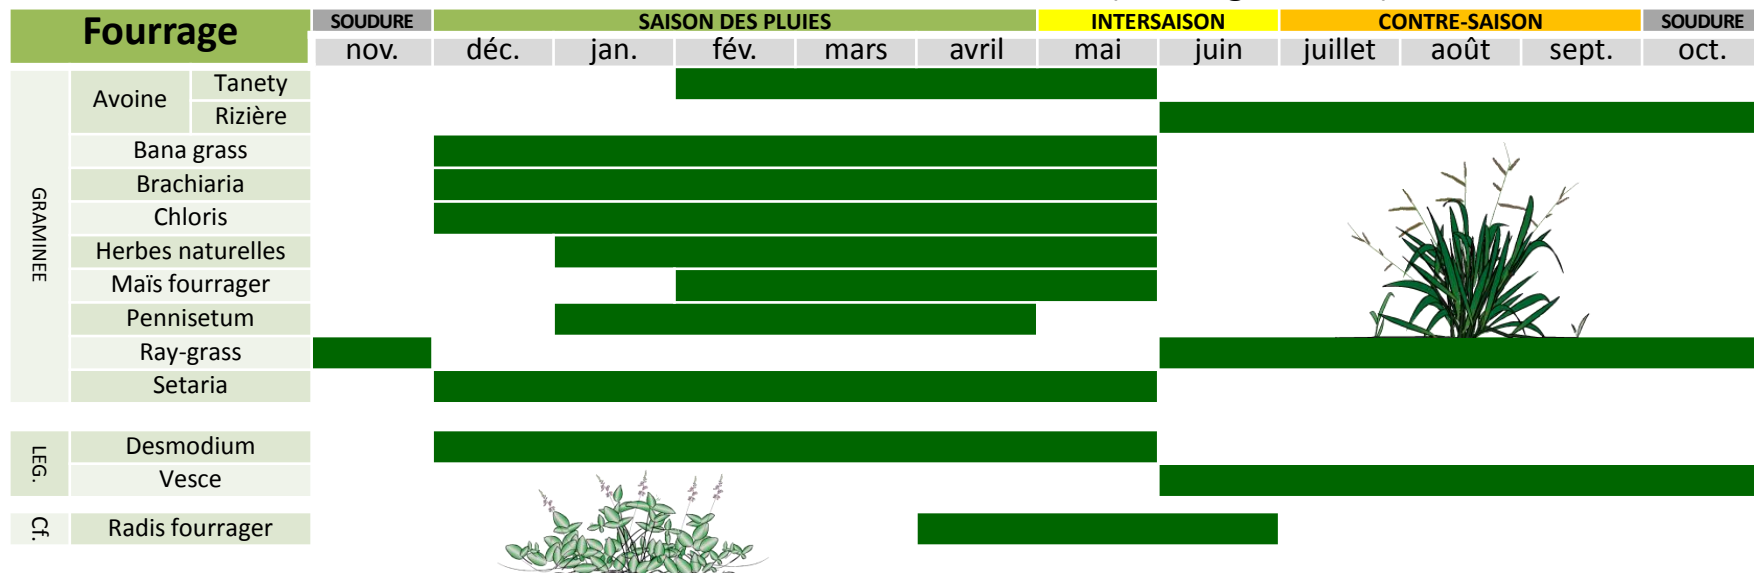 Fourrage
SOUDURE SAISON DES PLUIES INTERSAISON CONTRE-SAISON SOUDURE
nov. déc. jan. fév. mars avril mai juin juillet août sept. oct.
GRAMINEE
Avoine
Tanety
Rizière
Bana grass
Brachiaria
Chloris
Herbes naturelles
Maïs fourrager
Pennisetum
Ray-grass
Setaria
LEG.
Desmodium
Vesce
Cf.
Radis fourrager